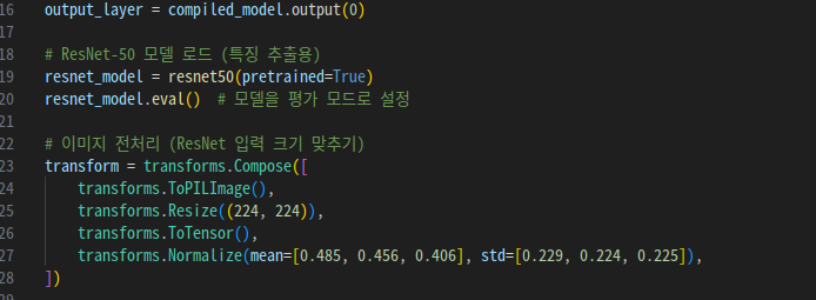 16 output_layer = compiled_model.output(0)
17
18 # ResNet-50 모델 로드 (특징 추출용)
19 resnet_model = resnet50(pretrained=True)
20 resnet_model.eval()  # 모델을 평가 모드로 설정
21
22 # 이미지 전처리 (ResNet 입력 크기 맞추기)
23 transform = transforms.Compose([
24     transforms.ToPILImage(),
25     transforms.Resize((224, 224)),
26     transforms.ToTensor(),
27     transforms.Normalize(mean=[0.485, 0.456, 0.406], std=[0.229, 0.224, 0.225]),
28 ])
29